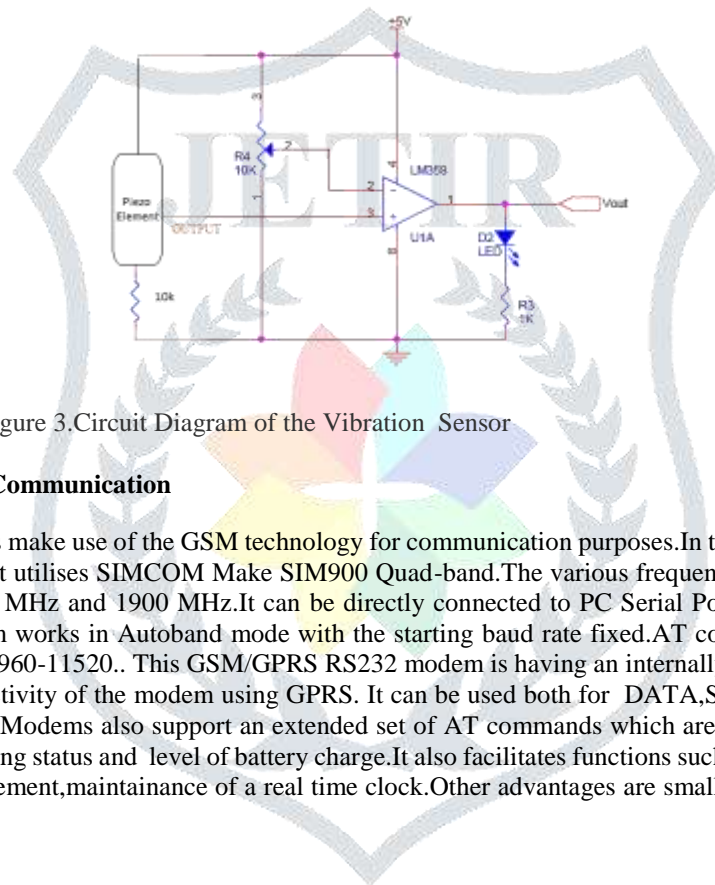 +5V
3
R4
10K
2
1
LM358
4
2
3
1
8
U1A
Vout
Piezo
Element
OUTPUT
10k
D2
LED
R3
1K
JETIR
gure 3.Circuit Diagram of the Vibration Sensor
Communication
s make use of the GSM technology for communication purposes.In t
t utilises SIMCOM Make SIM900 Quad-band.The various frequen
MHz and 1900 MHz.It can be directly connected to PC Serial Po
n works in Autoband mode with the starting baud rate fixed.AT co
960-11520.. This GSM/GPRS RS232 modem is having an internall
tivity of the modem using GPRS. It can be used both for DATA,S
Modems also support an extended set of AT commands which are
ng status and level of battery charge.It also facilitates functions suc
ement,maintainance of a real time clock.Other advantages are small